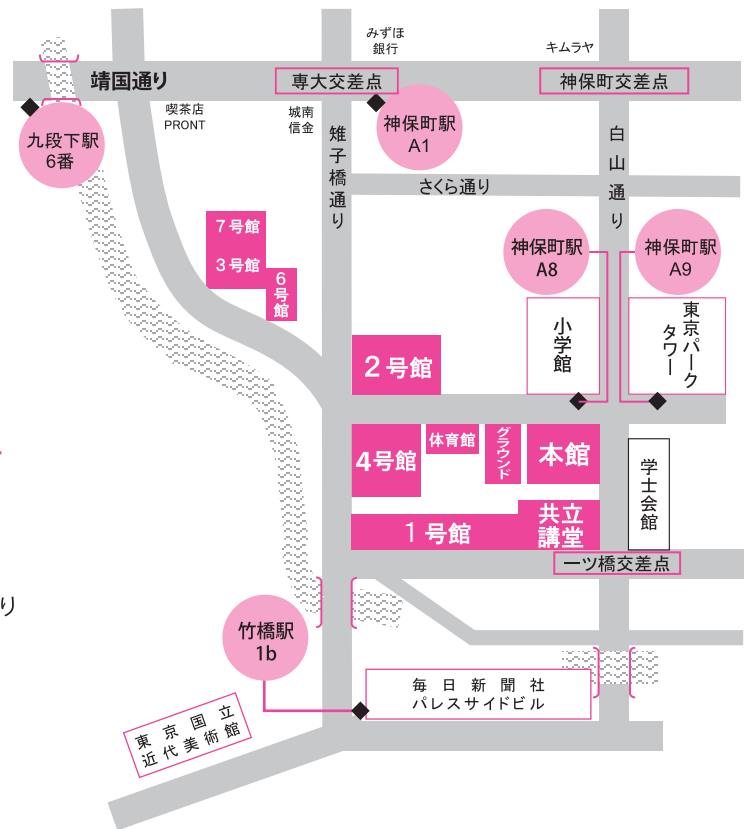 みずほ
銀行
キムラヤ
靖国通り
専大交差点
神保町交差点
喫茶店
PRONT
城南
信金
神保町駅
A1
九段下駅
6番
雉子橋通り
白山通り
さくら通り
7号館
3号館
6号館
神保町駅
A8
神保町駅
A9
小学館
東京パーク
タワー
2号館
4号館
体育館
グラウンド
本館
学士会館
1号館
共立
講堂
一ツ橋交差点
り
竹橋駅
1b
毎日新聞社
パレスサイドビル
東京国立
近代美術館